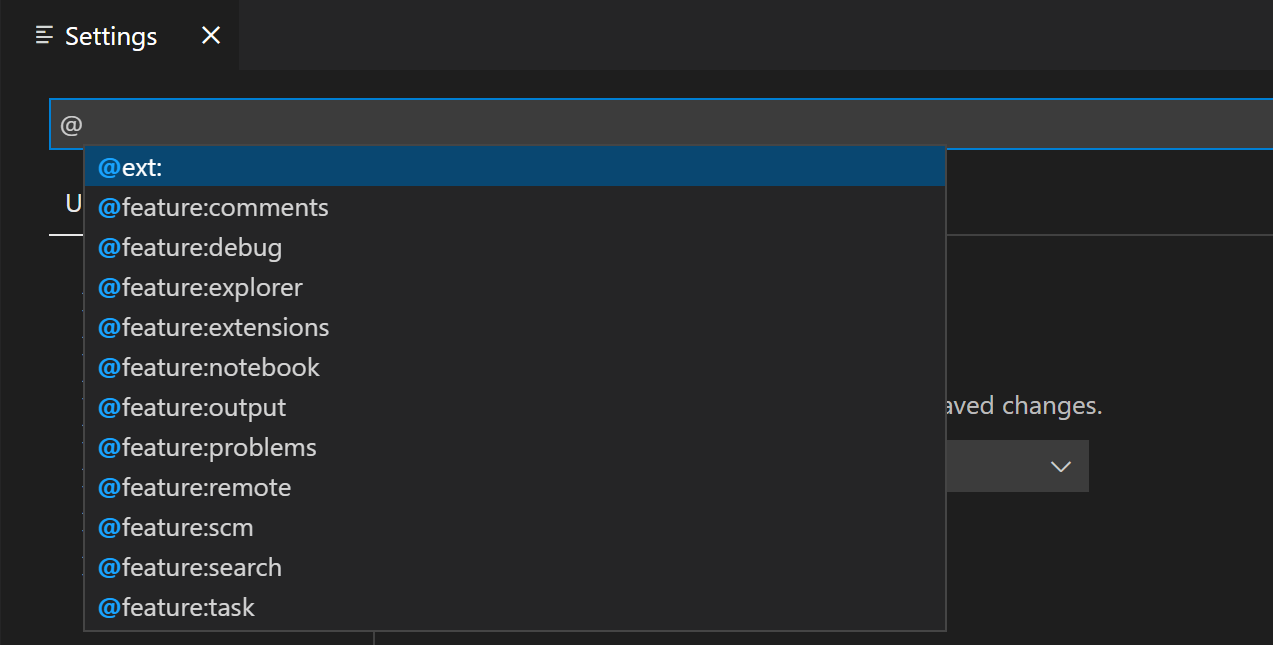 Settings
@
@ext:
U
@feature:comments
@feature:debug
@feature:explorer
@feature:extensions
@feature:notebook
aved changes.
@feature:output
@feature:problems
@feature:remote
@feature:scm
@feature:search
@feature:task